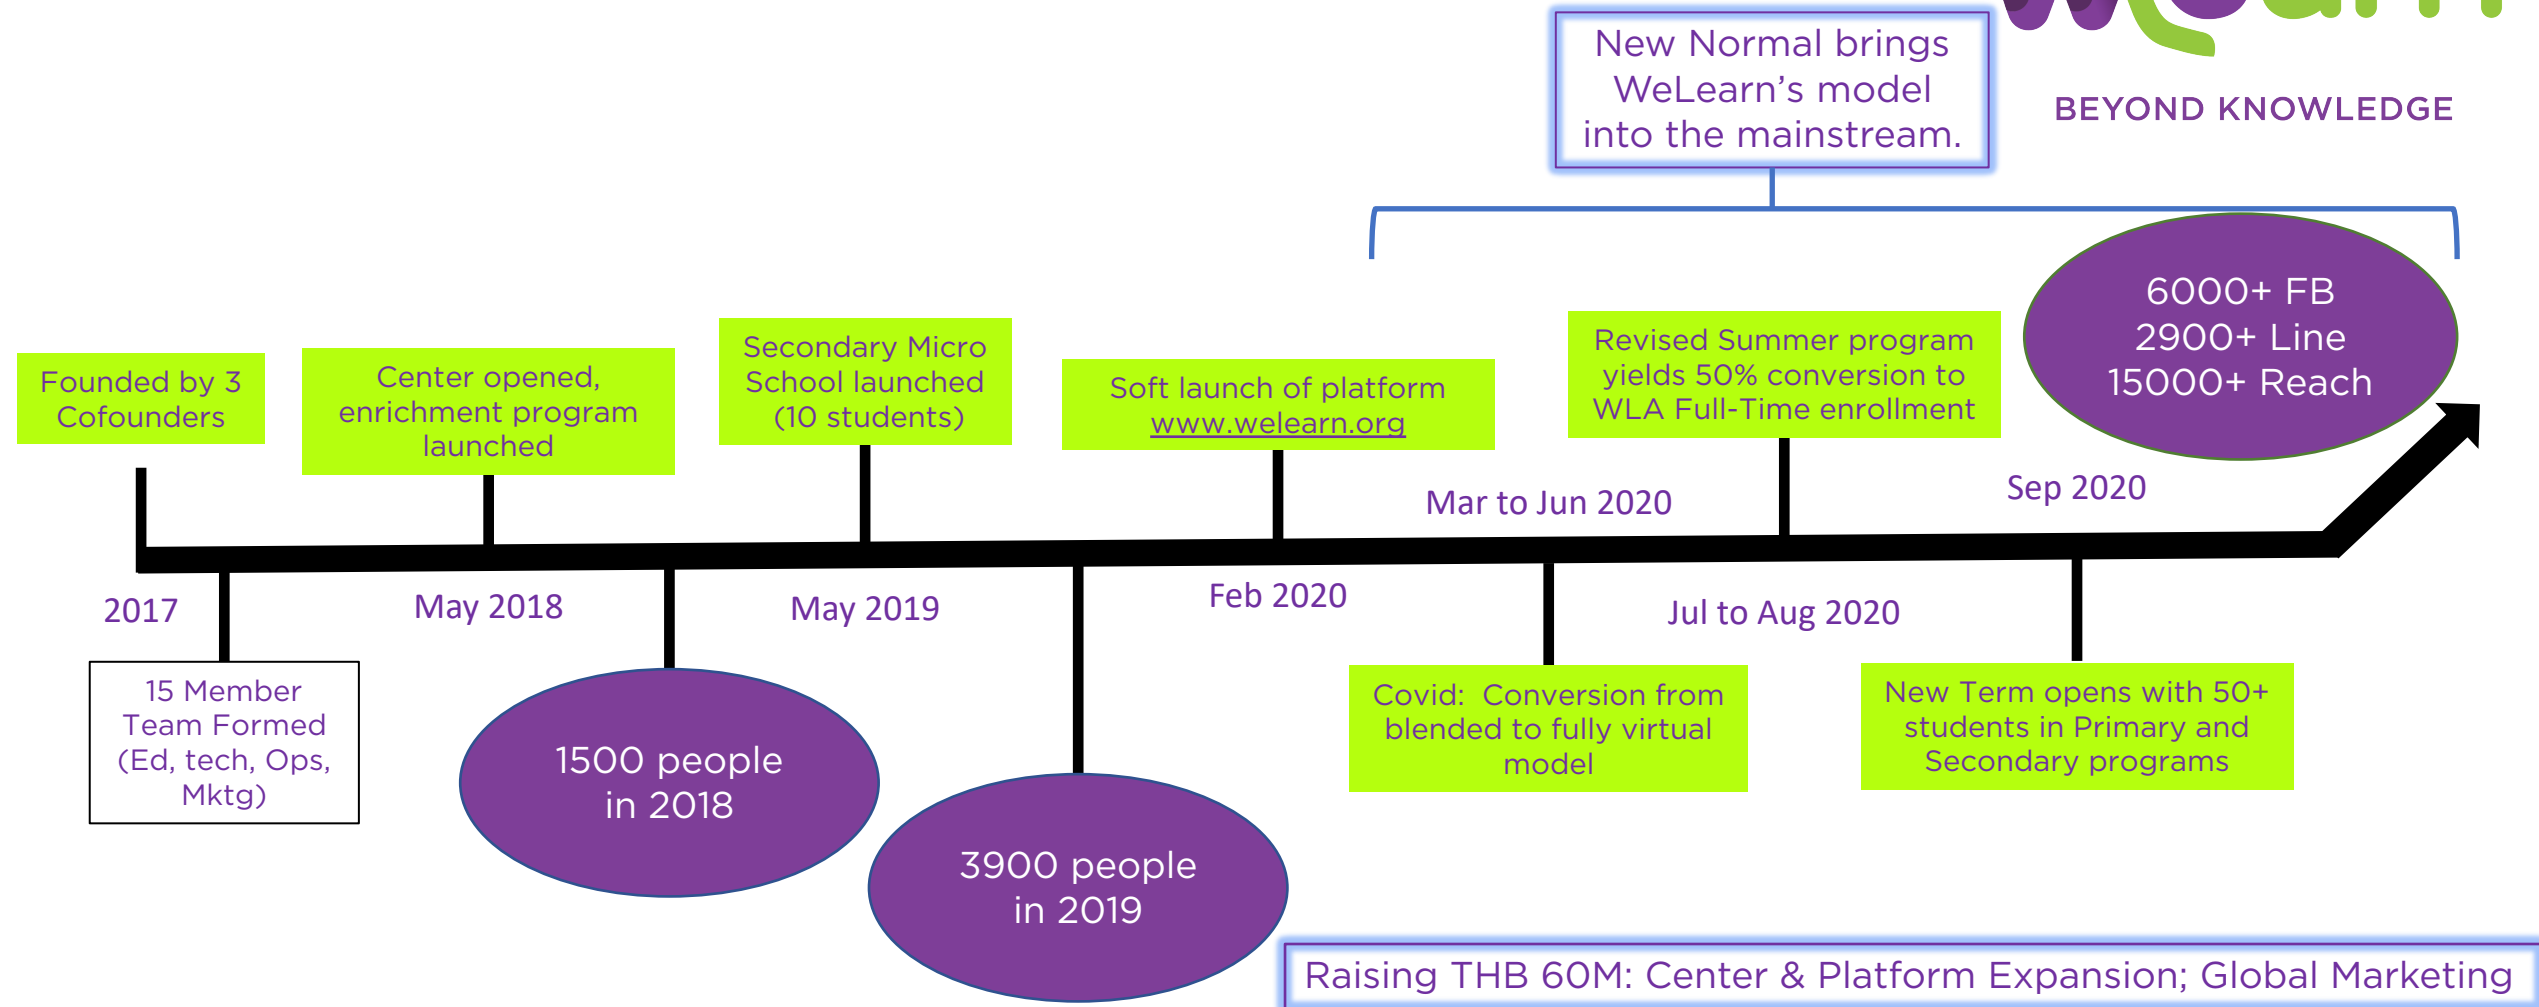 New Normal brings
WeLearn's model
into the mainstream.
BEYOND KNOWLEDGE
6000+ FB
2900+ Line
15000+ Reach
Founded by 3
Cofounders
Center opened,
enrichment program
launched
Secondary Micro
School launched
(10 students)
Soft launch of platform
www.welearn.org
Revised Summer program
yields 50% conversion to
WLA Full-Time enrollment
Mar to Jun 2020
Sep 2020
2017
May 2018
May 2019
Feb 2020
Jul to Aug 2020
15 Member
Team Formed
(Ed, tech, Ops,
Mktg)
1500 people
in 2018
3900 people
in 2019
Covid:  Conversion from
blended to fully virtual
model
New Term opens with 50+
students in Primary and
Secondary programs
Raising THB 60M: Center & Platform Expansion; Global Marketing